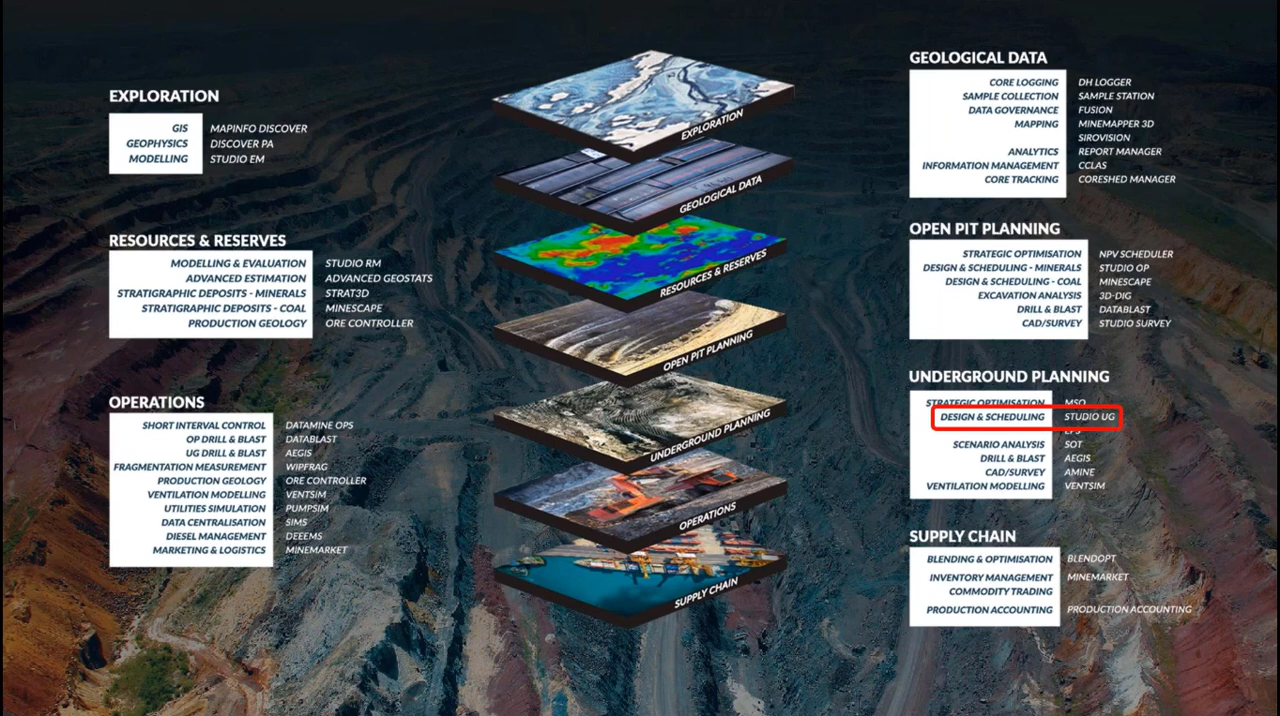 EXPLORATION
GIS MAPINFO DISCOVER
GEOPHYSICS DISCOVER PA
MODELLING STUDIO EM
RESOURCES & RESERVES
MODELLING & EVALUATION STUDIO RM
ADVANCED ESTIMATION ADVANCED GEOSTATS
STRATIGRAPHIC DEPOSITS - MINERALS STRAT3D
STRATIGRAPHIC DEPOSITS - COAL MINESCAPE
PRODUCTION GEOLOGY ORE CONTROLLER
OPERATIONS
SHORT INTERVAL CONTROL DATAMINE OPS
OP DRILL & BLAST DATABLAST
UG DRILL & BLAST AEGIS
FRAGMENTATION MEASUREMENT WIPFRAG
PRODUCTION GEOLOGY ORE CONTROLLER
VENTILATION MODELLING VENTSIM
UTILITIES SIMULATION PUMPSIM
DATA CENTRALISATION SIMS
DIESEL MANAGEMENT DEEEMS
MARKETING & LOGISTICS MINEMARKET
EXPLORATION
GEOLOGICAL DATA
RESOURCES & RESERVES
OPEN PIT PLANNING
UNDERGROUND PLANNING
OPERATIONS
SUPPLY CHAIN
GEOLOGICAL DATA
CORE LOGGING DH LOGGER
SAMPLE COLLECTION SAMPLE STATION
DATA GOVERNANCE FUSION
MAPPING MINEMAPPER 3D
SIROVISION
ANALYTICS REPORT MANAGER
INFORMATION MANAGEMENT CCLAS
CORE TRACKING CORESHED MANAGER
OPEN PIT PLANNING
STRATEGIC OPTIMISATION NPV SCHEDULER
DESIGN & SCHEDULING - MINERALS STUDIO OP
DESIGN & SCHEDULING - COAL MINESCAPE
EXCAVATION ANALYSIS 3D-DIG
DRILL & BLAST DATABLAST
CAD/SURVEY STUDIO SURVEY
UNDERGROUND PLANNING
STRATEGIC OPTIMISATION MSO
DESIGN & SCHEDULING STUDIO UG
EPS
SCENARIO ANALYSIS SOT
DRILL & BLAST AEGIS
CAD/SURVEY AMINE
VENTILATION MODELLING VENTSIM
SUPPLY CHAIN
BLENDING & OPTIMISATION BLENDOPT
INVENTORY MANAGEMENT MINEMARKET
COMMODITY TRADING
PRODUCTION ACCOUNTING PRODUCTION ACCOUNTING